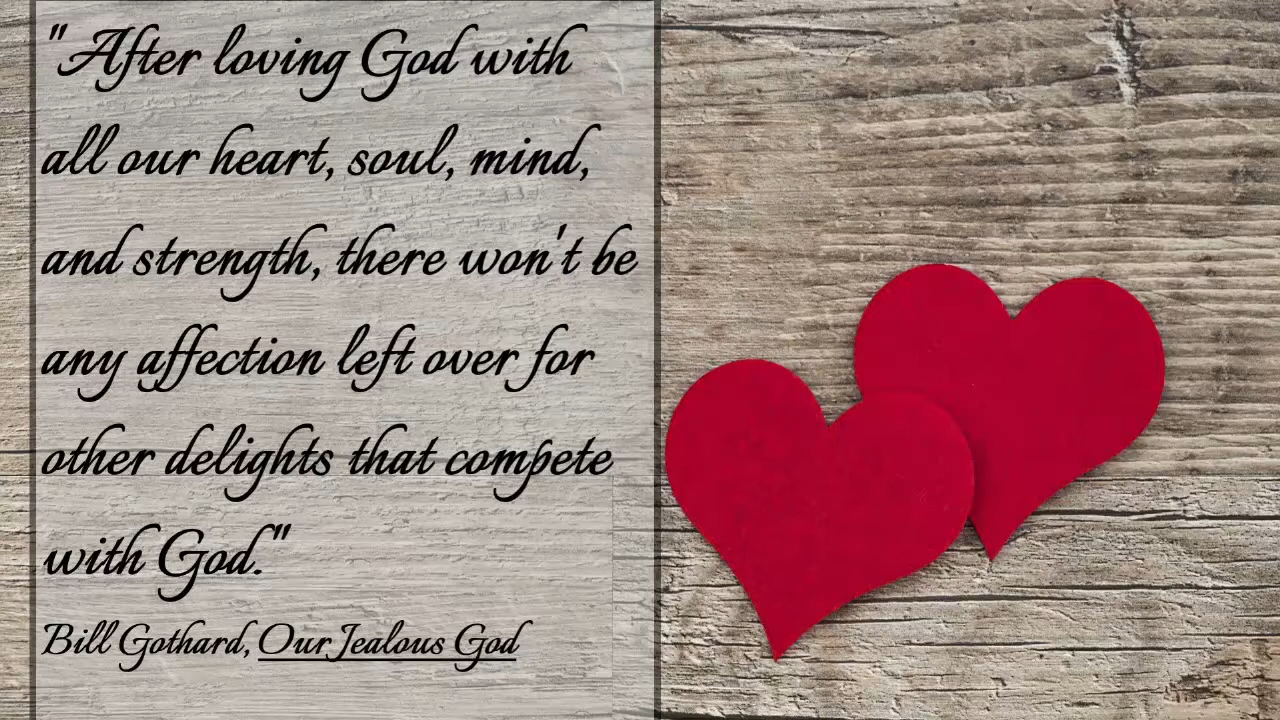 "After loving God with
all our heart, soul, mind,
and strength, there won't be
any affection left over for
other delights that compete
with God."
Bill Gothard, Our Jealous God